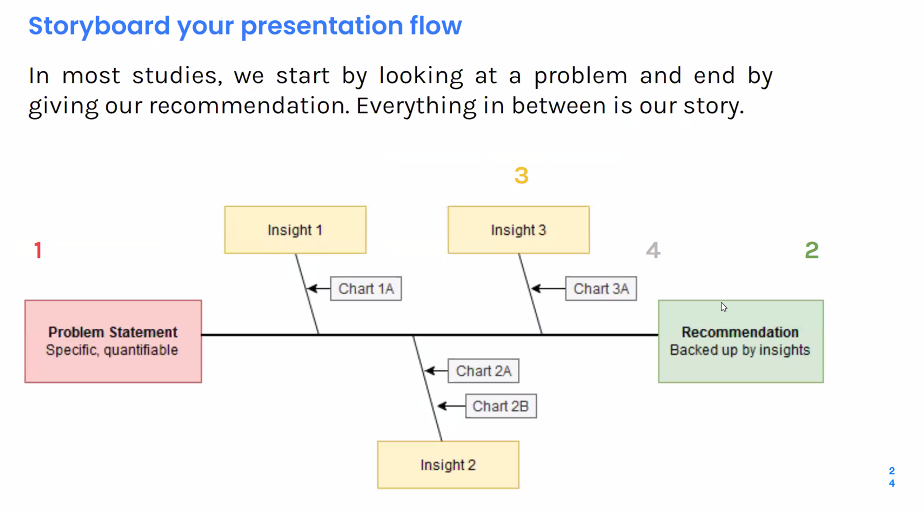 Storyboard your presentation flow
In most studies, we start by looking at a problem and end by
giving our recommendation. Everything in between is our story.
3
Insight 1
Insight 3
1
4
2
Chart 1A
Chart 3A
Problem Statement
Specific, quantifiable
Recommendation
Backed up by insights
Chart 2A
Chart 2B
Insight 2
2
4